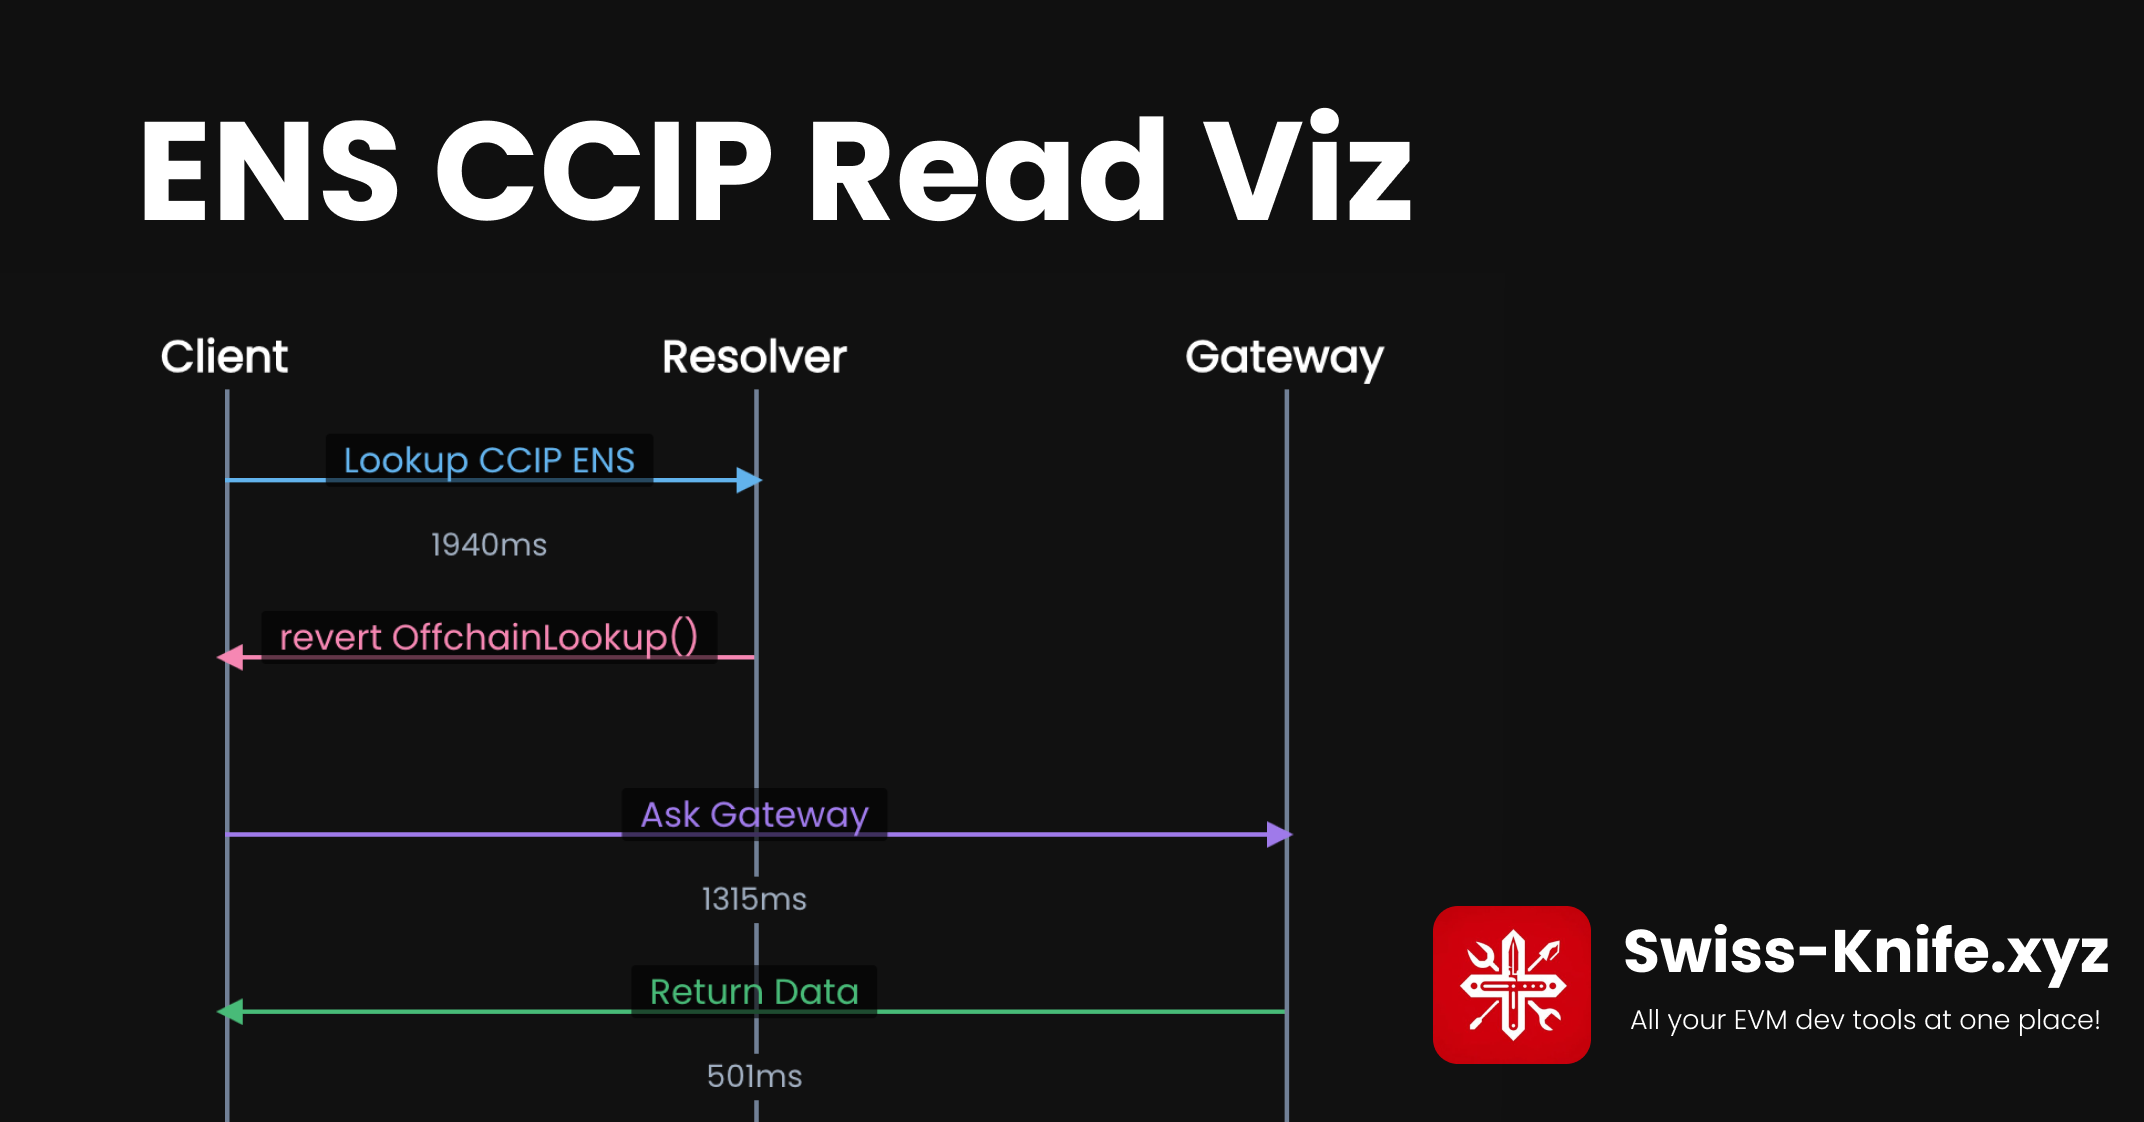 ENS CCIP Read Viz
Client
Resolver
Gateway
Lookup CCIP ENS
1940ms
revert OffchainLookup()
Ask Gateway
1315ms
Return Data
501ms
Swiss-Knife.xyz
All your EVM dev tools at one place!